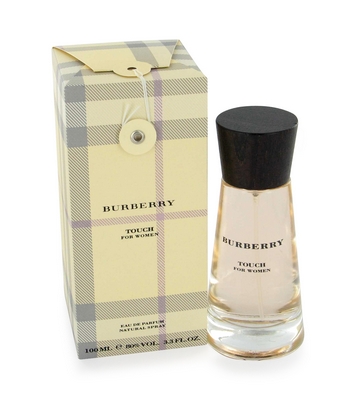 BURBERRY
TOUCH
FOR WOMEN
EAU DE PARFUM
NATURAL SPRAY
100 ML ℮ 80% VOL. 3.3 FL. OZ.
BURBERRY
TOUCH
FOR WOMEN